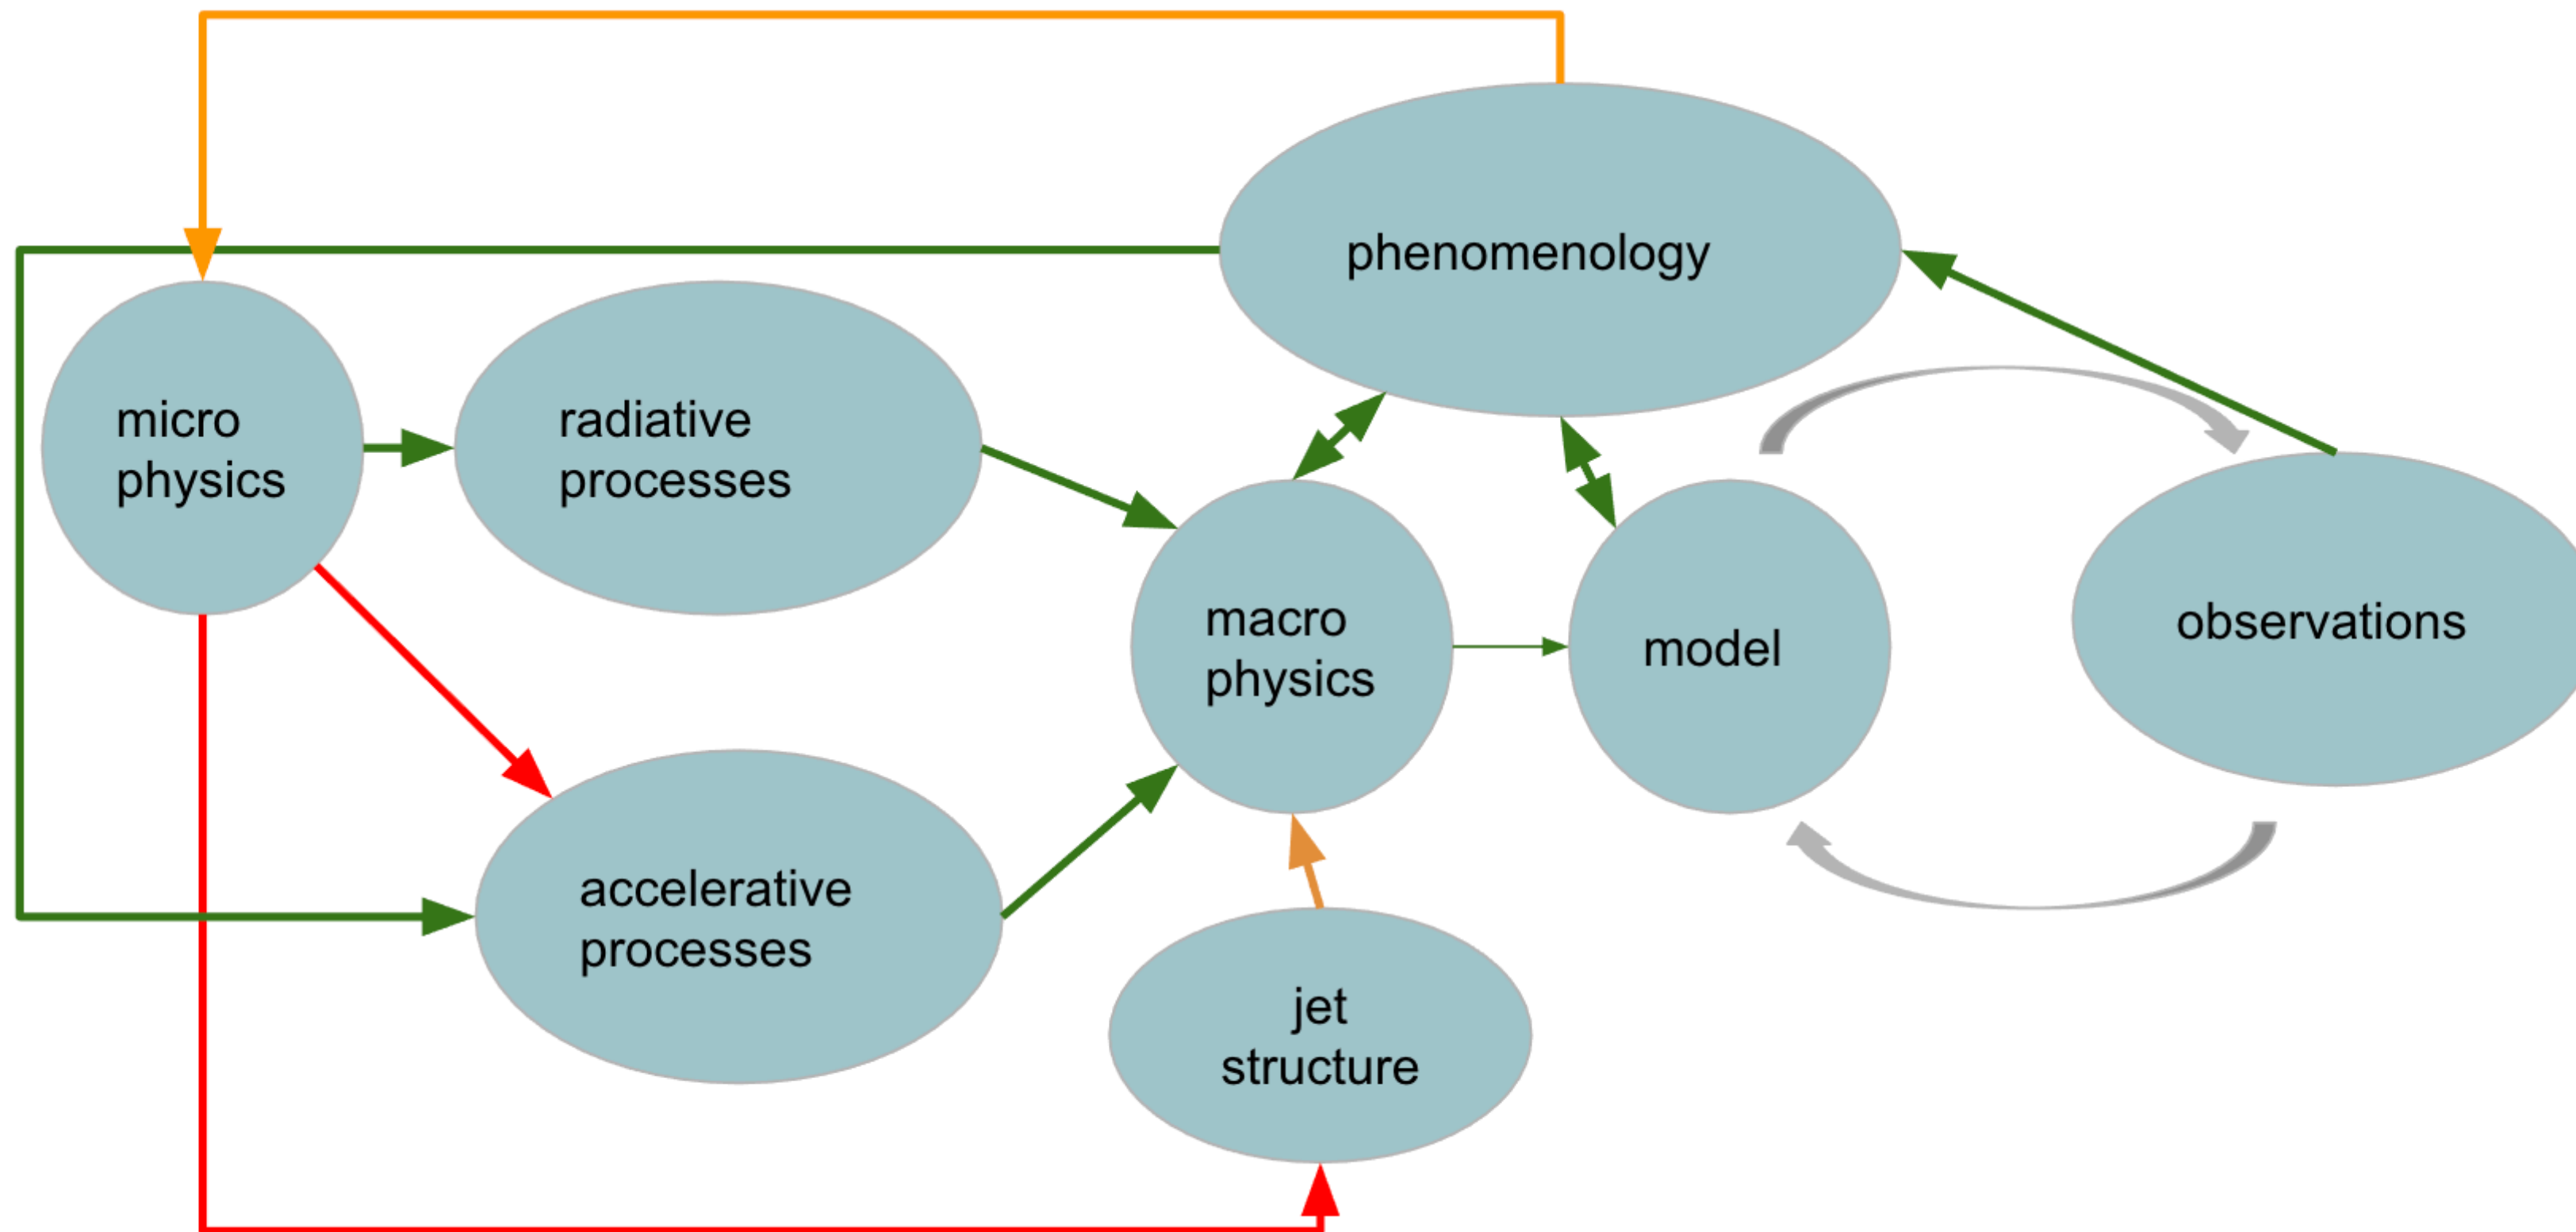 phenomenology
micro
physics
radiative
processes
macro
physics
model
observations
accelerative
processes
jet
structure